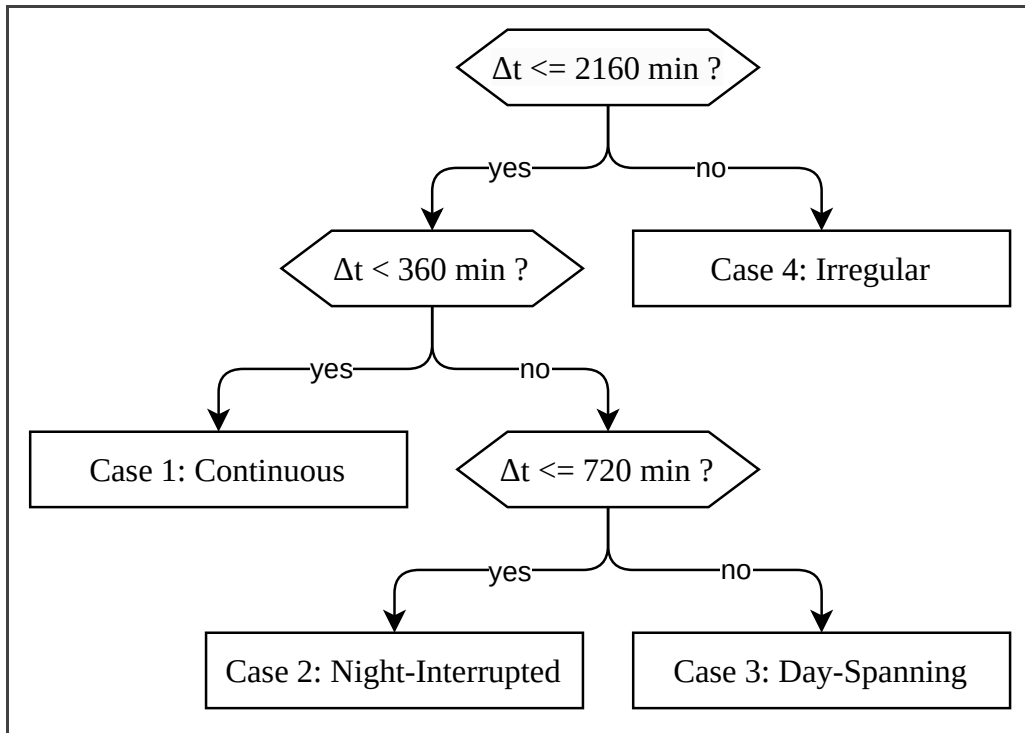 Δt <= 2160 min ?
yes
no
Δt < 360 min ?
Case 4: Irregular
yes
no
Case 1: Continuous
Δt <= 720 min ?
yes
no
Case 2: Night-Interrupted
Case 3: Day-Spanning